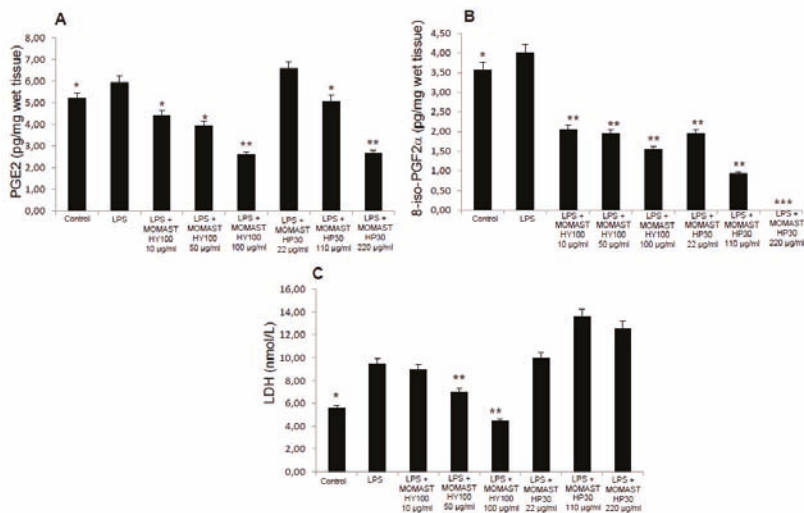 A
PGE2 (pg/mg wet tissue)
8,00
7,00
6,00
5,00
4,00
3,00
2,00
1,00
0,00
*
*
*
**
*
**
Control
LPS
LPS +
MOMAST
HY100
10 µg/ml
LPS +
MOMAST
HY100
50 µg/ml
LPS +
MOMAST
HY100
100 µg/ml
LPS +
MOMAST
HP30
22 µg/ml
LPS +
MOMAST
HP30
110 µg/ml
LPS +
MOMAST
HP30
220 µg/ml
B
8-iso-PGF2α (pg/mg wet tissue)
4,50
4,00
3,50
3,00
2,50
2,00
1,50
1,00
0,50
0,00
*
**
**
**
**
**
***
Control
LPS
LPS +
MOMAST
HY100
10 µg/ml
LPS +
MOMAST
HY100
50 µg/ml
LPS +
MOMAST
HY100
100 µg/ml
LPS +
MOMAST
HP30
22 µg/ml
LPS +
MOMAST
HP30
110 µg/ml
LPS +
MOMAST
HP30
220 µg/ml
C
LDH (nmol/L)
16,00
14,00
12,00
10,00
8,00
6,00
4,00
2,00
0,00
*
**
**
Control
LPS
LPS +
MOMAST
HY100
10 µg/ml
LPS +
MOMAST
HY100
50 µg/ml
LPS +
MOMAST
HY100
100 µg/ml
LPS +
MOMAST
HP30
22 µg/ml
LPS +
MOMAST
HP30
110 µg/ml
LPS +
MOMAST
HP30
220 µg/ml